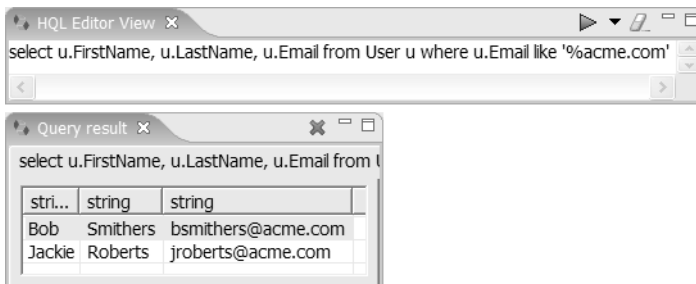 HQL Editor View
select u.FirstName, u.LastName, u.Email from User u where u.Email like '%acme.com'
Query result
select u.FirstName, u.LastName, u.Email from U
stri... string string
Bob Smithers bsmithers@acme.com
Jackie Roberts jroberts@acme.com